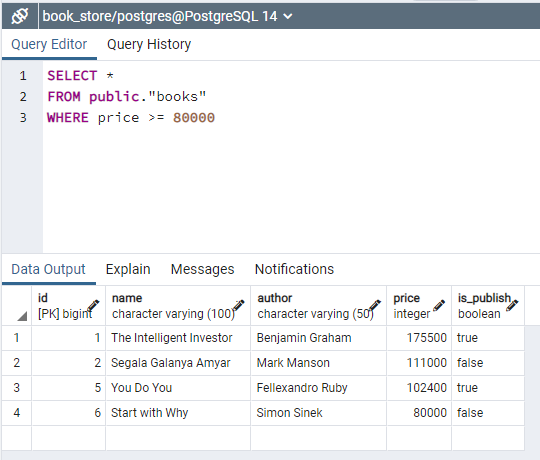 book_store/postgres@PostgreSQL 14
Query Editor Query History
1 SELECT *
2 FROM public."books"
3 WHERE price >= 80000
Data Output Explain Messages Notifications
id name author price is_publish
[PK] bigint character varying (100) character varying (50) integer boolean
1 1 The Intelligent Investor Benjamin Graham 175500 true
2 2 Segala Galanya Amyar Mark Manson 111000 false
3 5 You Do You Fellexandro Ruby 102400 true
4 6 Start with Why Simon Sinek 80000 false